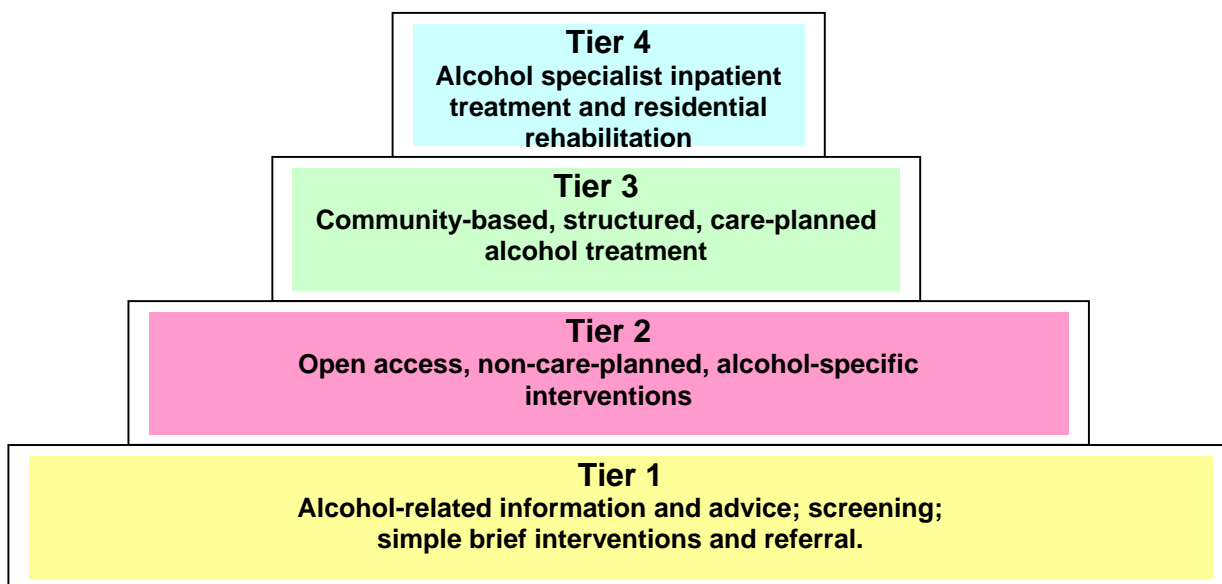 Tier 4
Alcohol specialist inpatient
treatment and residential
rehabilitation
Tier 3
Community-based, structured, care-planned
alcohol treatment
Tier 2
Open access, non-care-planned, alcohol-specific
interventions
Tier 1
Alcohol-related information and advice; screening;
simple brief interventions and referral.